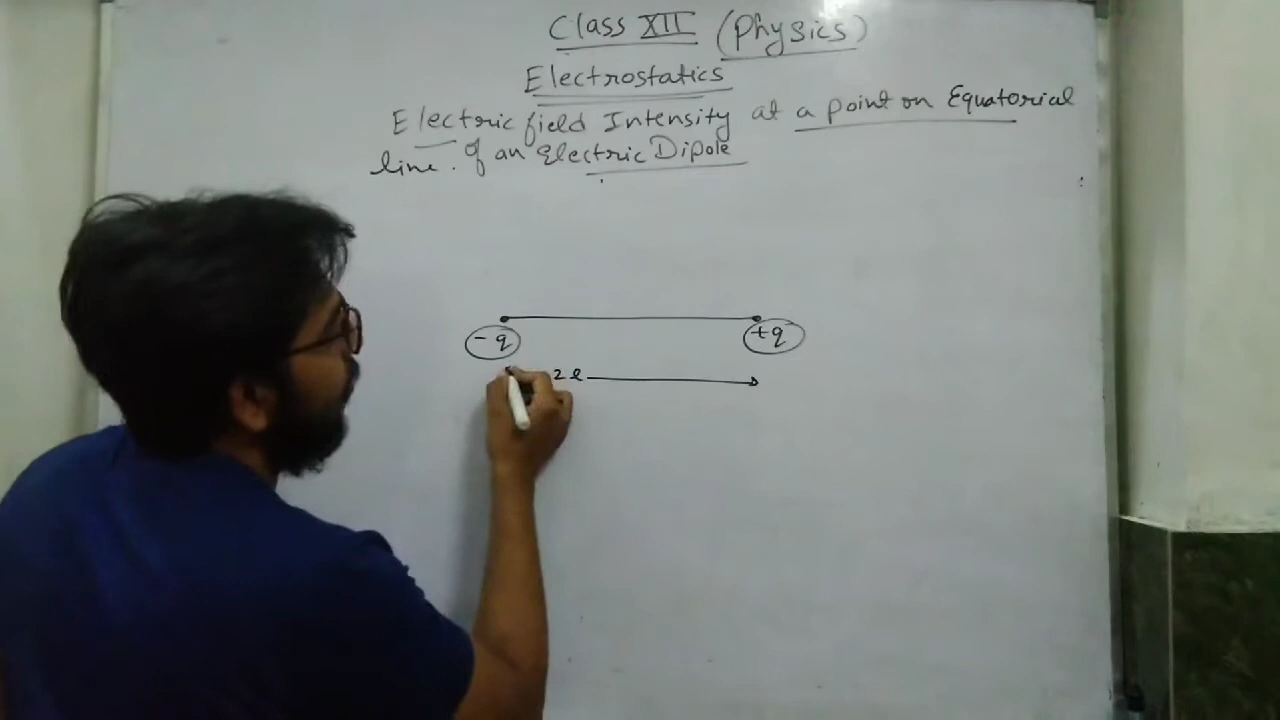 Class XII (Physics)
Electrostatics
Electric field Intensity at a point on Equatorial
line. of an Electric Dipole
-q +q
2l